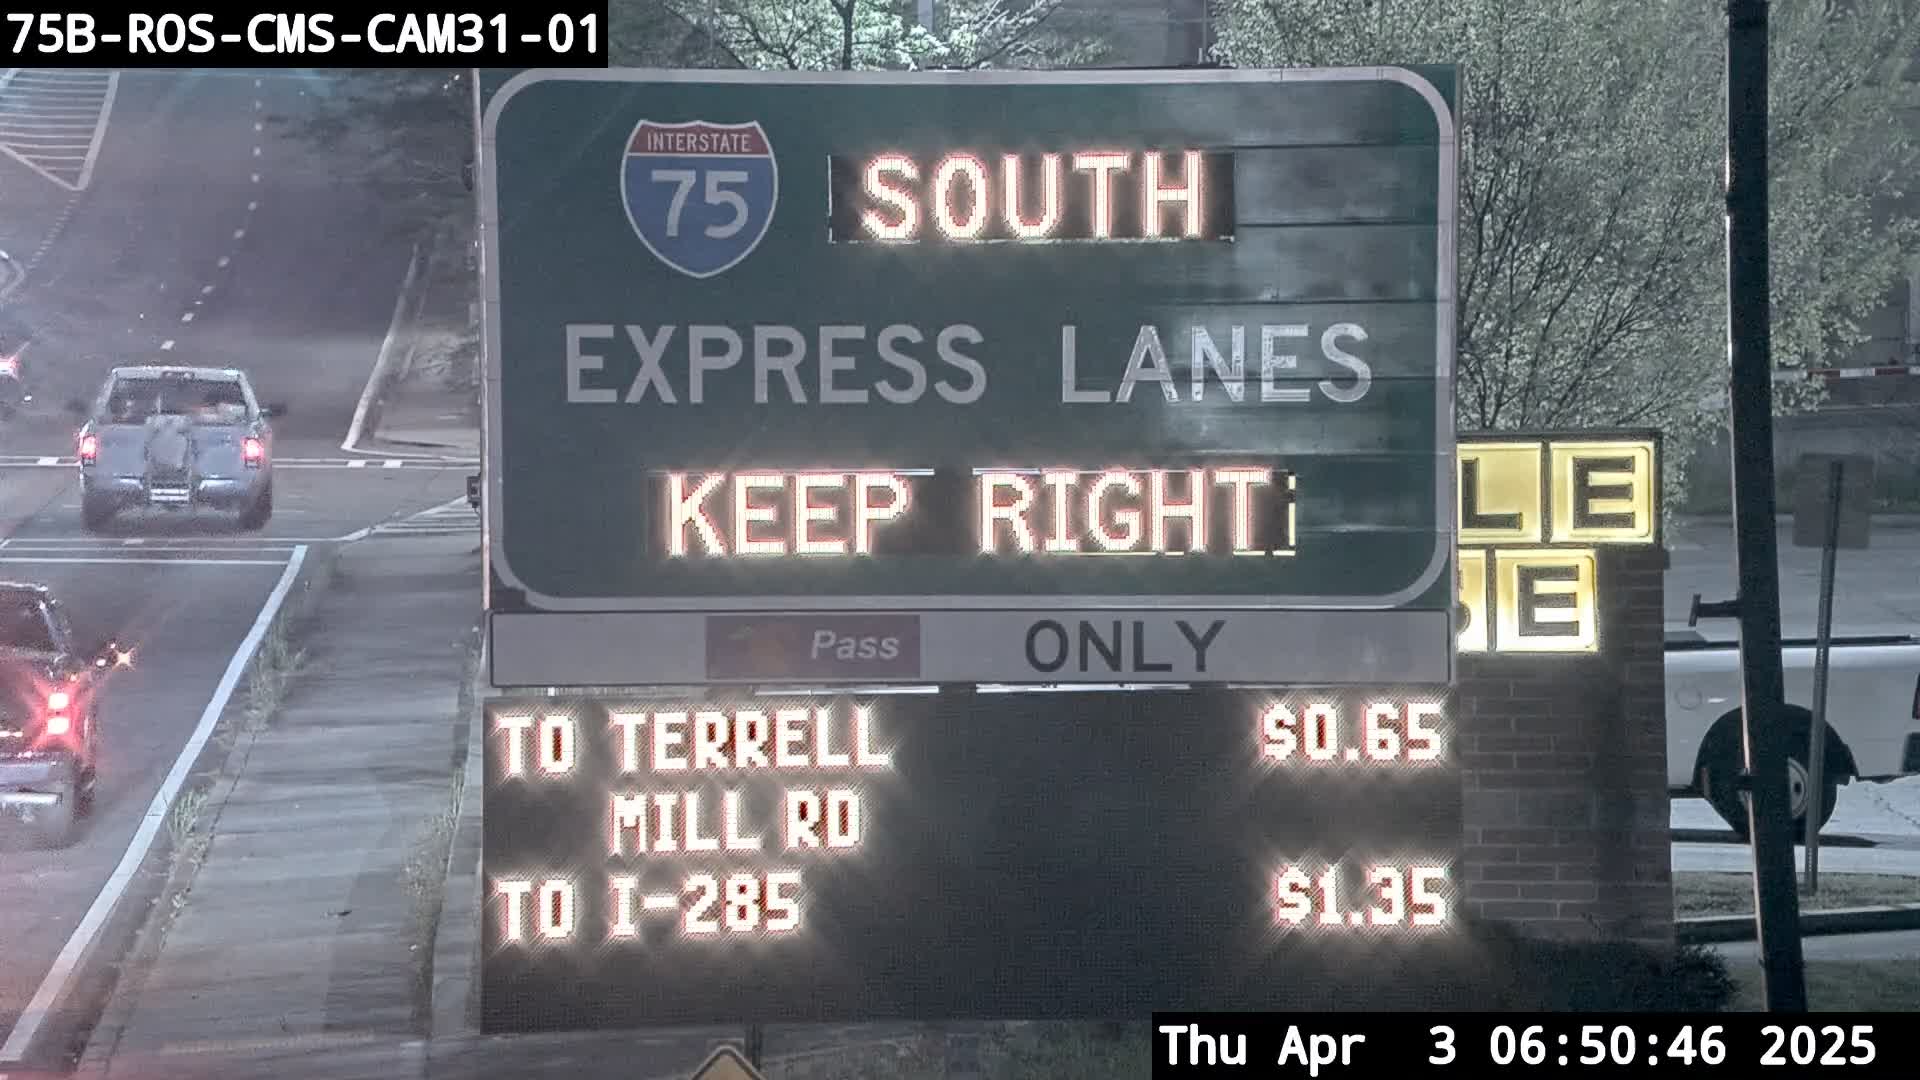 75B-ROS-CMS-CAM31-01
INTERSTATE
75
SOUTH
EXPRESS LANES
KEEP RIGHT
Pass ONLY
TO TERRELL $0.65
MILL RD
TO I-285 $1.35
LE
E
Thu Apr 3 06:50:46 2025